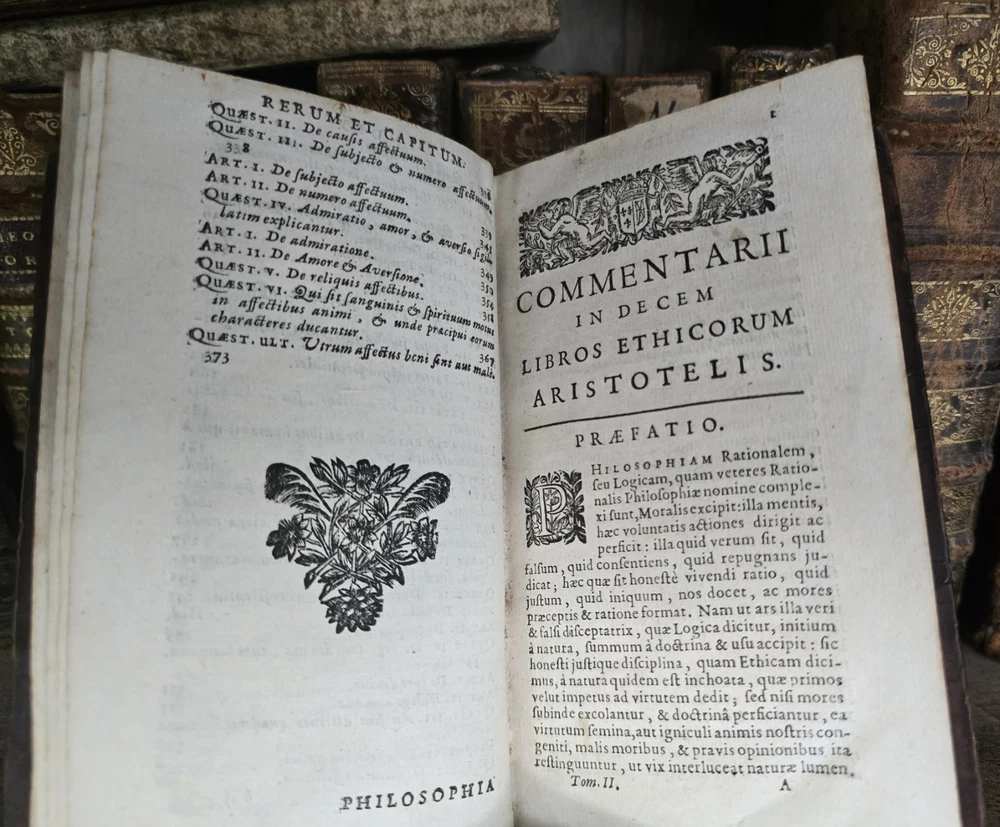 RERUM ET CAPITUM.
QUÆST. II. De cauſis affectuum.
QUÆST. III. De ſubjecto & numero affectuum.
338
ART. I. De ſubjecto affectuum.
ART. II. De numero affectuum. 339
QUÆST. IV. Admiratio, amor, & averſio ſigil- 345
latim explicantur.
ART. I. De admiratione. 349
ART. II. De Amore & Averſione. 350
QUÆST. V. De reliquis affectibus. 354
QUÆST. VI. Qui ſit ſanguinis & ſpirituum motus 358
in affectibus animi, & unde præcipui eorum
characteres ducantur. 367
QUÆST. ULT. Utrum affectus boni ſint aut mali.
373
PHILOSOPHIA
COMMENTARII
IN DECEM
LIBROS ETHICORUM
ARISTOTELIS.
PRÆFATIO.
PHILOSOPHIAM Rationalem,
ſeu Logicam, quam veteres Ratio-
nalis Philoſophiæ nomine comple-
xi ſunt, Moralis excipit: illa mentis,
hæc voluntatis actiones dirigit ac
perficit: illa quid verum ſit, quid
falſum, quid conſentiens, quid repugnans ju-
dicat; hæc quæ ſit honeſtè vivendi ratio, quid
juſtum, quid iniquum, nos docet, ac mores
præceptis & ratione format. Nam ut ars illa veri
& falſi diſceptatrix, quæ Logica dicitur, initium
à natura, ſummum à doctrina & uſu accipit: ſic
honeſti juſtique diſciplina, quam Ethicam dici-
mus, à natura quidem eſt inchoata, quæ primos
velut impetus ad virtutem dedit; ſed niſi mores
ſubinde excolantur, & doctrinâ perficiantur, ea
virtutum ſemina, aut igniculi animis noſtris con-
geniti, malis moribus, & pravis opinionibus ita
reſtinguuntur, ut vix interluceat naturæ lumen.
Tom. II. A